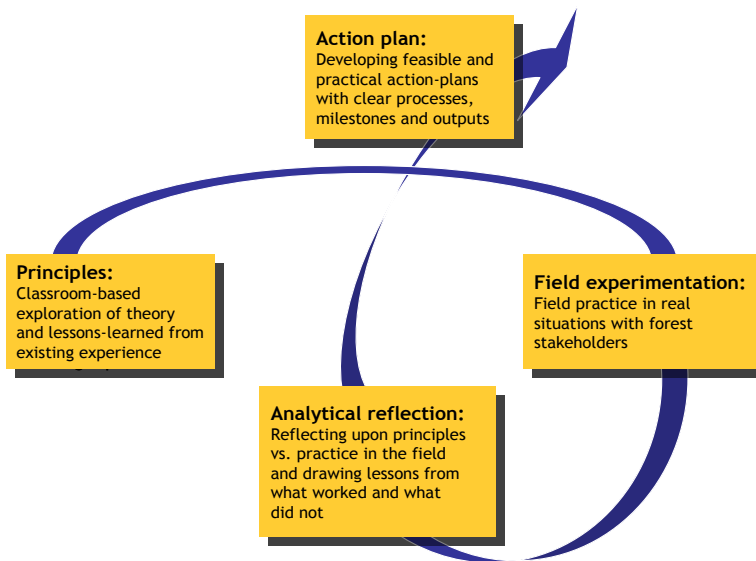 Action plan:
Developing feasible and
practical action-plans
with clear processes,
milestones and outputs
Principles:
Classroom-based
exploration of theory
and lessons-learned from
existing experience
Field experimentation:
Field practice in real
situations with forest
stakeholders
Analytical reflection:
Reflecting upon principles
vs. practice in the field
and drawing lessons from
what worked and what
did not